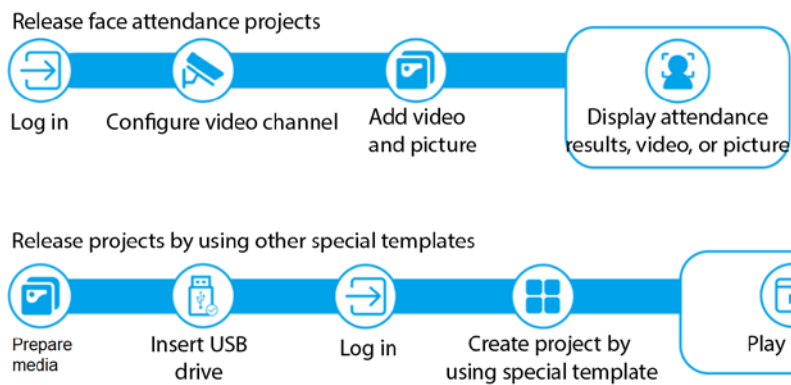 Release face attendance projects
Log in
Configure video channel
Add video
and picture
Display attendance
results, video, or picture
Release projects by using other special templates
Prepare
media
Insert USB
drive
Log in
Create project by
using special template
Play